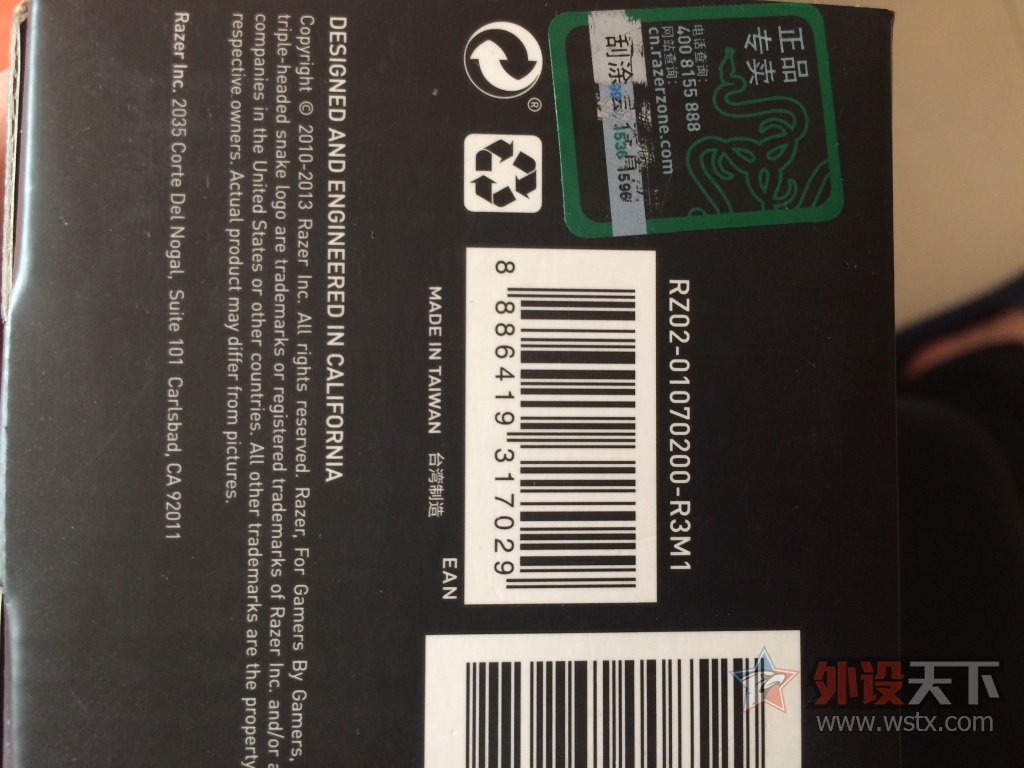 正品
专卖
电话查询:
400 8155 888
网站查询:
cn.razerzone.com
刮涂
1536 1596
RZ02-01070200-R3M1
8 886419 317029
EAN
MADE IN TAIWAN 台湾制造
®
DESIGNED AND ENGINEERED IN CALIFORNIA
Copyright © 2010-2013 Razer Inc. All rights reserved. Razer, For Gamers By Gamers,
triple-headed snake logo are trademarks or registered trademarks of Razer Inc. and/or a
companies in the United States or other countries. All other trademarks are the property
respective owners. Actual product may differ from pictures.
Razer Inc. 2035 Corte Del Nogal, Suite 101 Carlsbad, CA 92011
外设天下
www.wstx.com